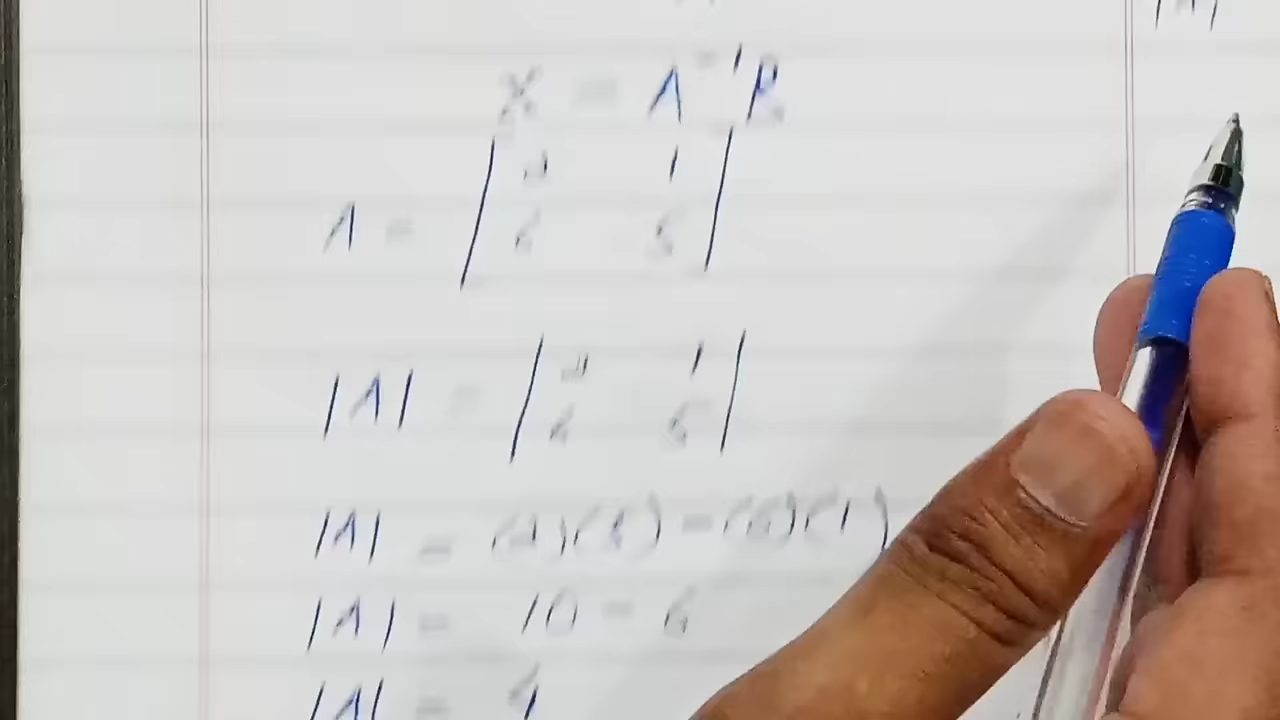 X = A⁻¹B
A = | 2 1 |
| 6 5 |
|A| = | 2 1 |
| 6 5 |
|A| = (2)(5) - (6)(1)
|A| = 10 - 6
|A| = 4
|A|